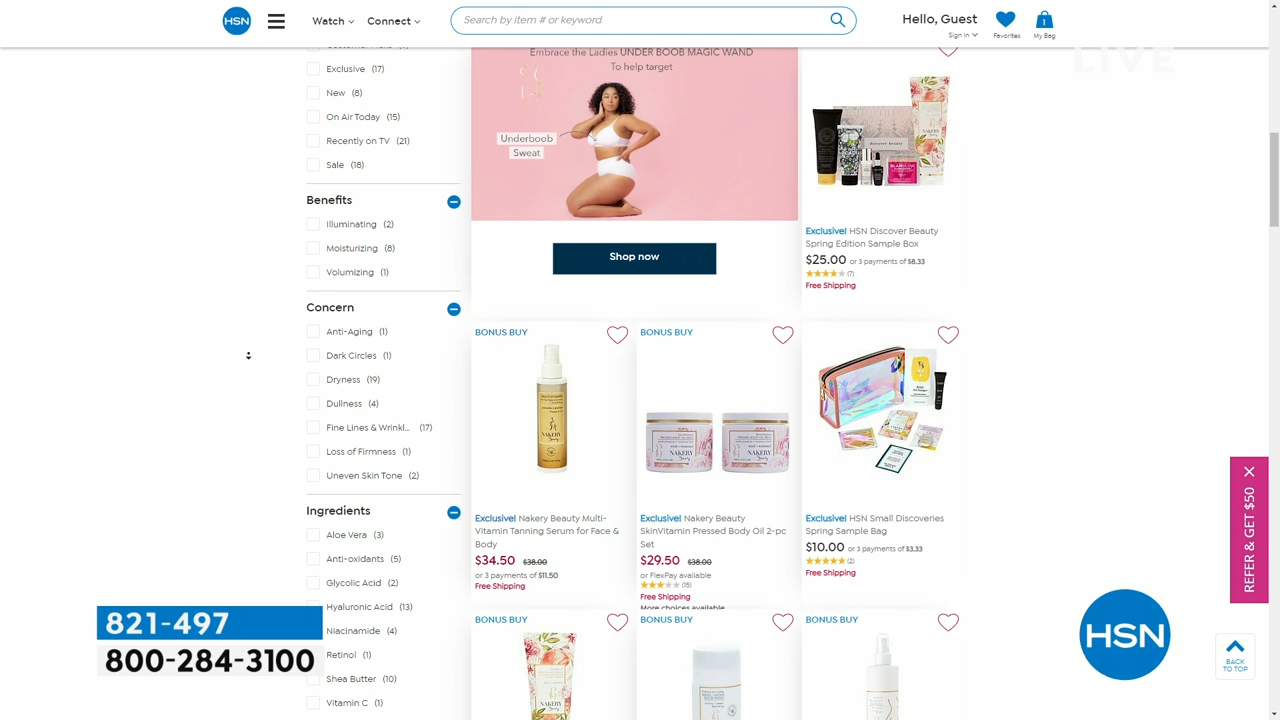 HSN
Watch
Connect
Search by item # or keyword
Hello, Guest
Sign In
Favorites
1
My Bag
LIVE
Exclusive (17)
New (8)
On Air Today (15)
Recently on TV (21)
Sale (18)
Benefits
Illuminating (2)
Moisturizing (8)
Volumizing (1)
Concern
Anti-Aging (1)
Dark Circles (1)
Dryness (19)
Dullness (4)
Fine Lines & Wrinkl... (17)
Loss of Firmness (1)
Uneven Skin Tone (2)
Ingredients
Aloe Vera (3)
Anti-oxidants (5)
Glycolic Acid (2)
Hyaluronic Acid (13)
Niacinamide (4)
Retinol (1)
Shea Butter (10)
Vitamin C (1)
Embrace the Ladies UNDER BOOB MAGIC WAND
To help target
Underboob
Sweat
Shop now
Exclusive! HSN Discover Beauty
Spring Edition Sample Box
$25.00 or 3 payments of $8.33
(7)
Free Shipping
BONUS BUY
NAKERY
Exclusive! Nakery Beauty Multi-
Vitamin Tanning Serum for Face &
Body
$34.50 $38.00
or 3 payments of $11.50
Free Shipping
BONUS BUY
NAKERY
NAKERY
Exclusive! Nakery Beauty
SkinVitamin Pressed Body Oil 2-pc
Set
$29.50 $38.00
or FlexPay available
(15)
Free Shipping
More choices available
Exclusive! HSN Small Discoveries
Spring Sample Bag
$10.00 or 3 payments of $3.33
(2)
Free Shipping
BONUS BUY
BONUS BUY
BONUS BUY
REFER & GET $50
BACK
TO TOP
821-497
800-284-3100
HSN